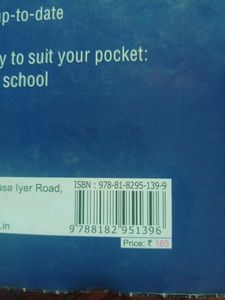 up-to-date
y to suit your pocket:
school
ISBN : 978-81-8295-139-9
asa Iyer Road,
9 788182 951396
.in
Price: ₹ 165